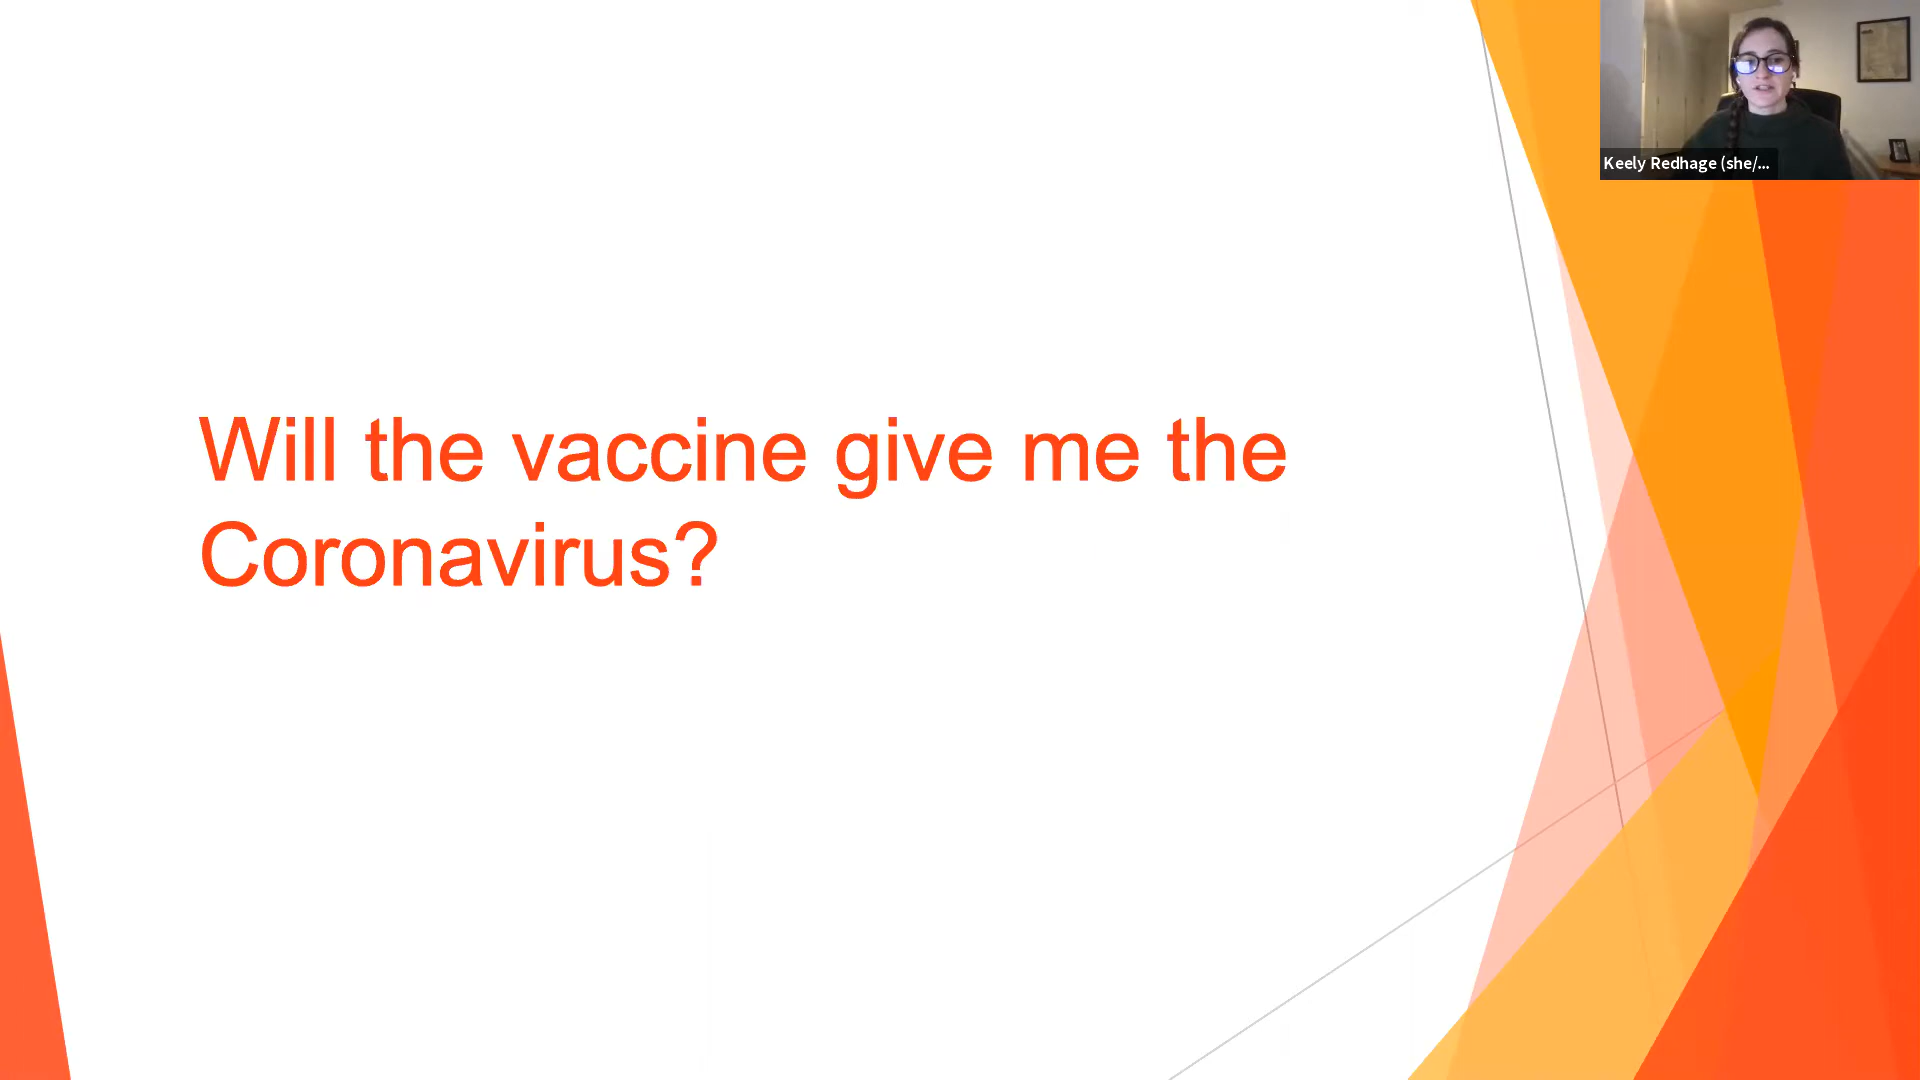 Keely Redhage (she/...
Will the vaccine give me the
Coronavirus?